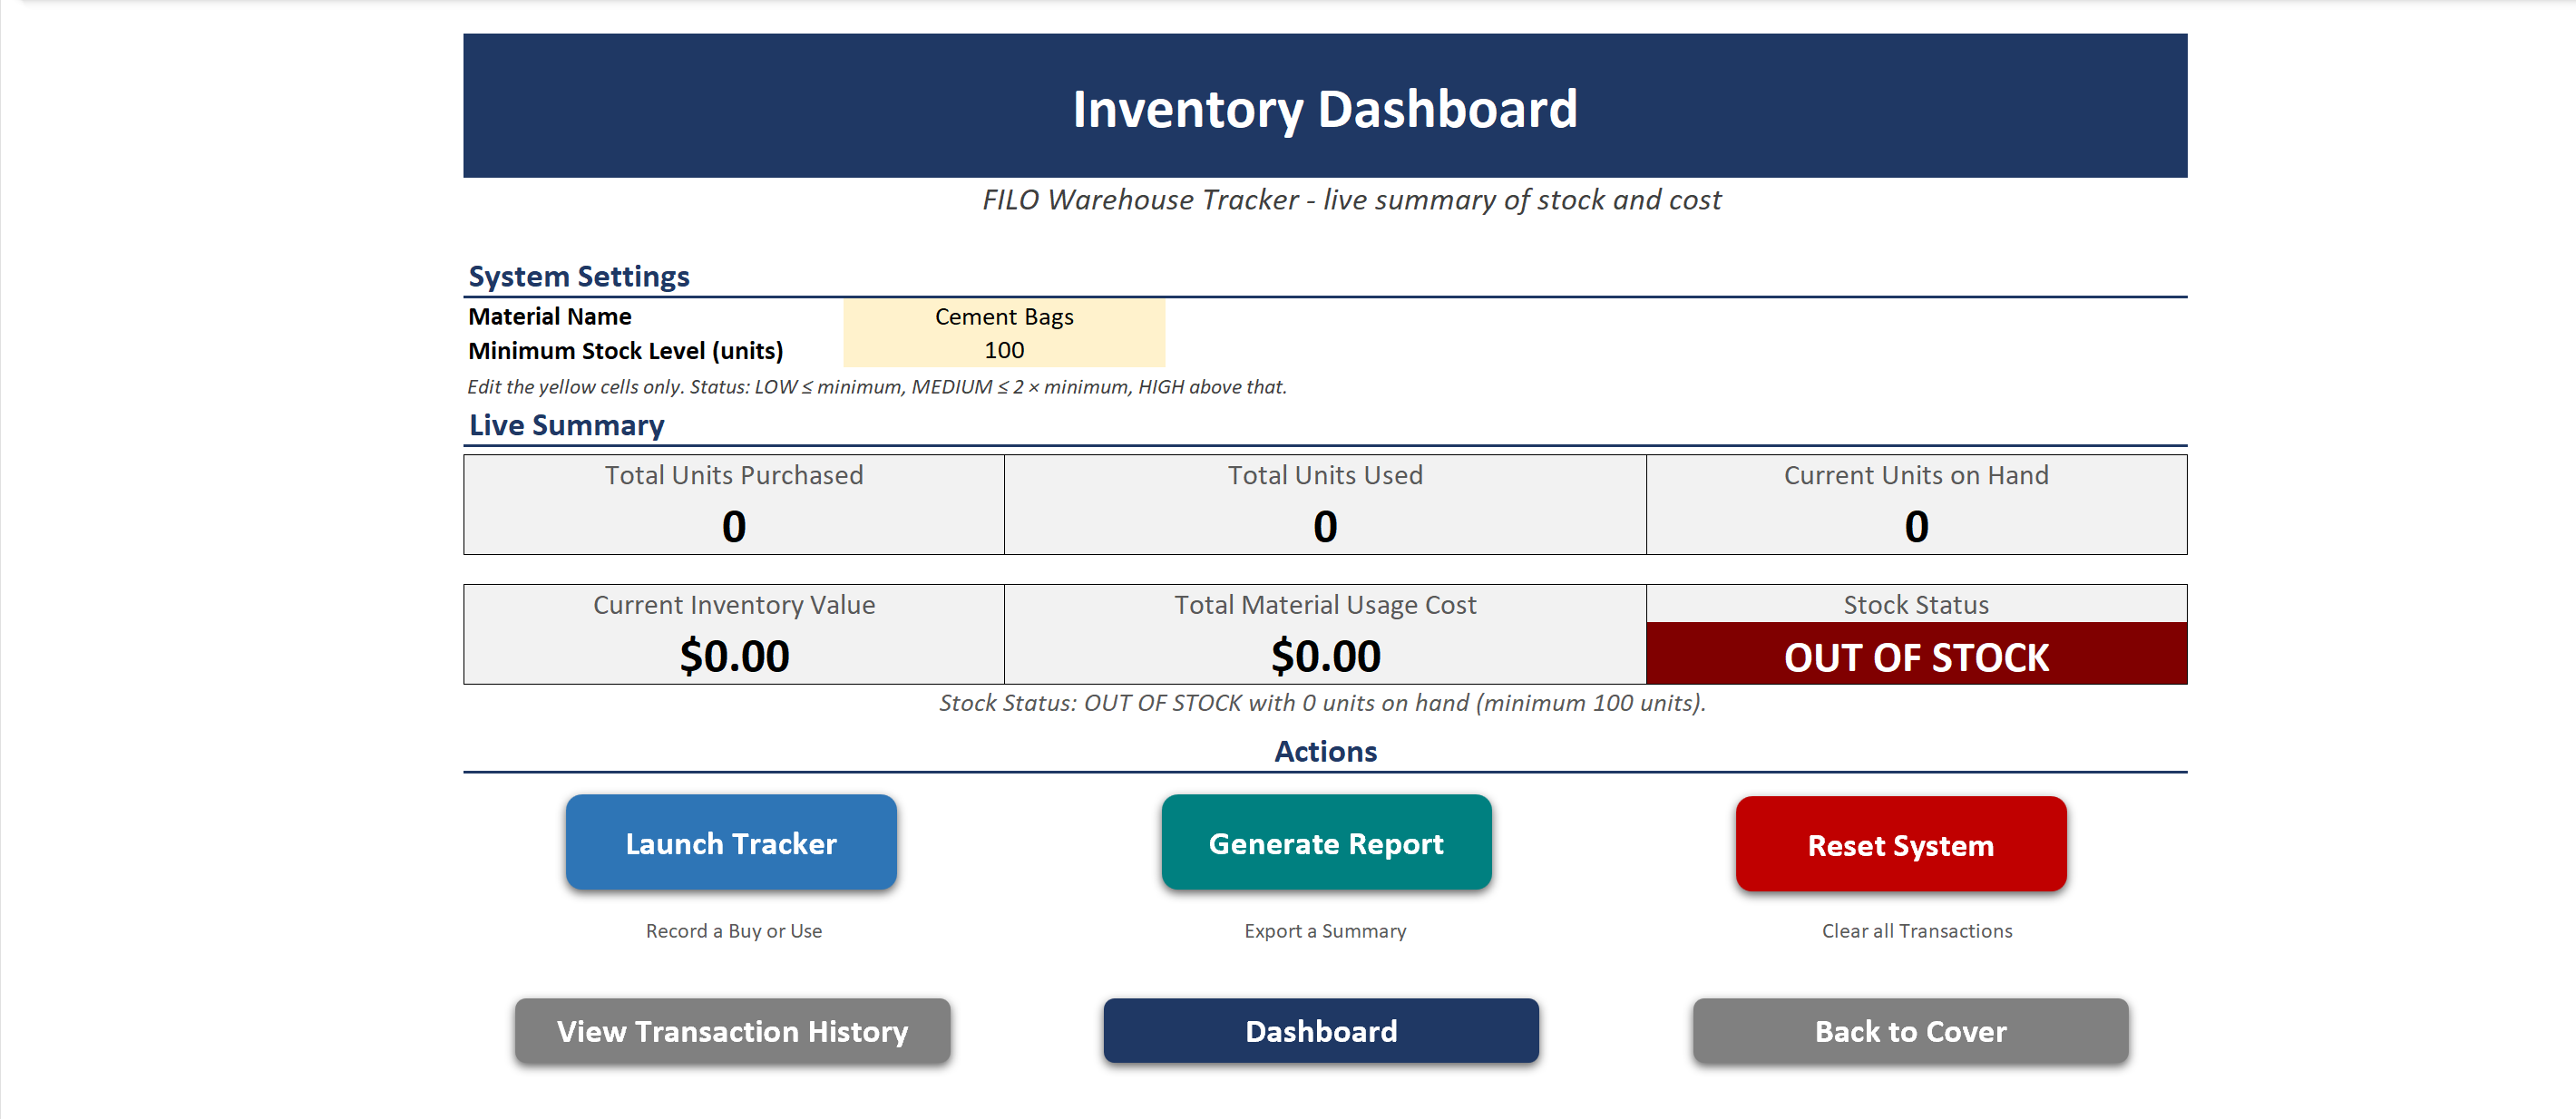 Inventory Dashboard
FILO Warehouse Tracker - live summary of stock and cost
System Settings
Material Name Cement Bags
Minimum Stock Level (units) 100
Edit the yellow cells only. Status: LOW ≤ minimum, MEDIUM ≤ 2 × minimum, HIGH above that.
Live Summary
Total Units Purchased Total Units Used Current Units on Hand
0 0 0
Current Inventory Value Total Material Usage Cost Stock Status
$0.00 $0.00 OUT OF STOCK
Stock Status: OUT OF STOCK with 0 units on hand (minimum 100 units).
Actions
Launch Tracker Generate Report Reset System
Record a Buy or Use Export a Summary Clear all Transactions
View Transaction History Dashboard Back to Cover